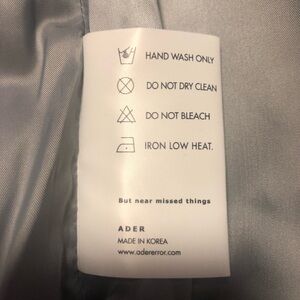 HAND WASH ONLY
DO NOT DRY CLEAN
DO NOT BLEACH
IRON LOW HEAT.
But near missed things
ADER
MADE IN KOREA
www.adererror.com